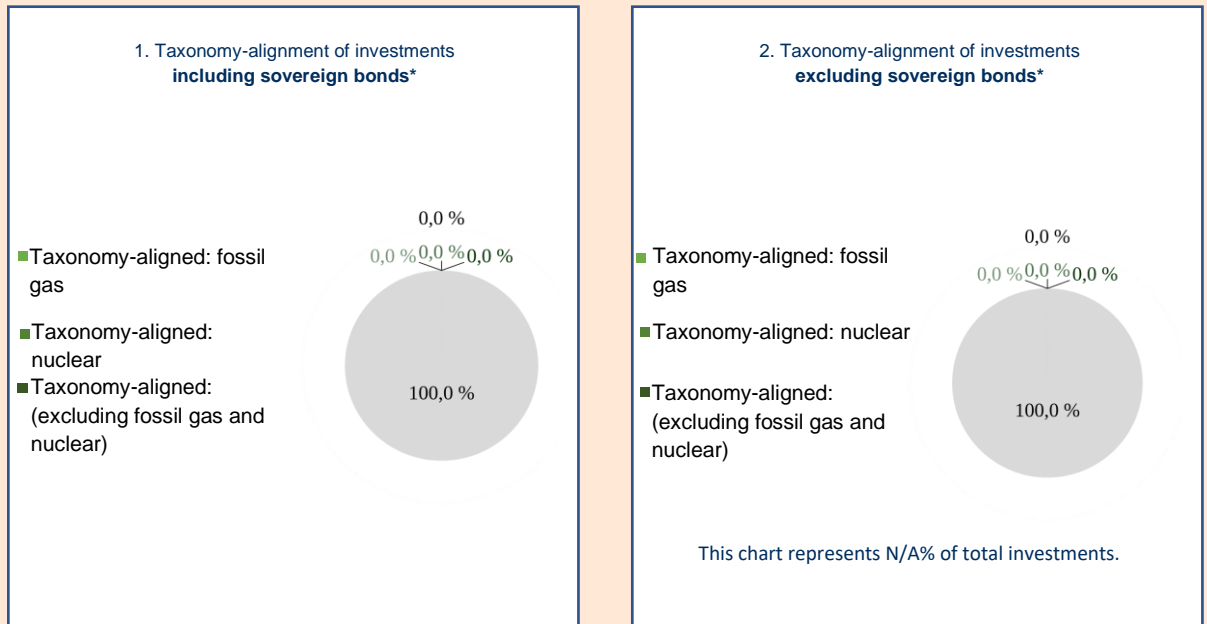 1. Taxonomy-alignment of investments
including sovereign bonds*
0,0 %
0,0 % 0,0 % 0,0 %
Taxonomy-aligned: fossil
gas
Taxonomy-aligned:
nuclear
Taxonomy-aligned:
(excluding fossil gas and
nuclear)
100,0 %
2. Taxonomy-alignment of investments
excluding sovereign bonds*
0,0 %
0,0 % 0,0 % 0,0 %
Taxonomy-aligned: fossil
gas
Taxonomy-aligned: nuclear
Taxonomy-aligned:
(excluding fossil gas and
nuclear)
100,0 %
This chart represents N/A% of total investments.